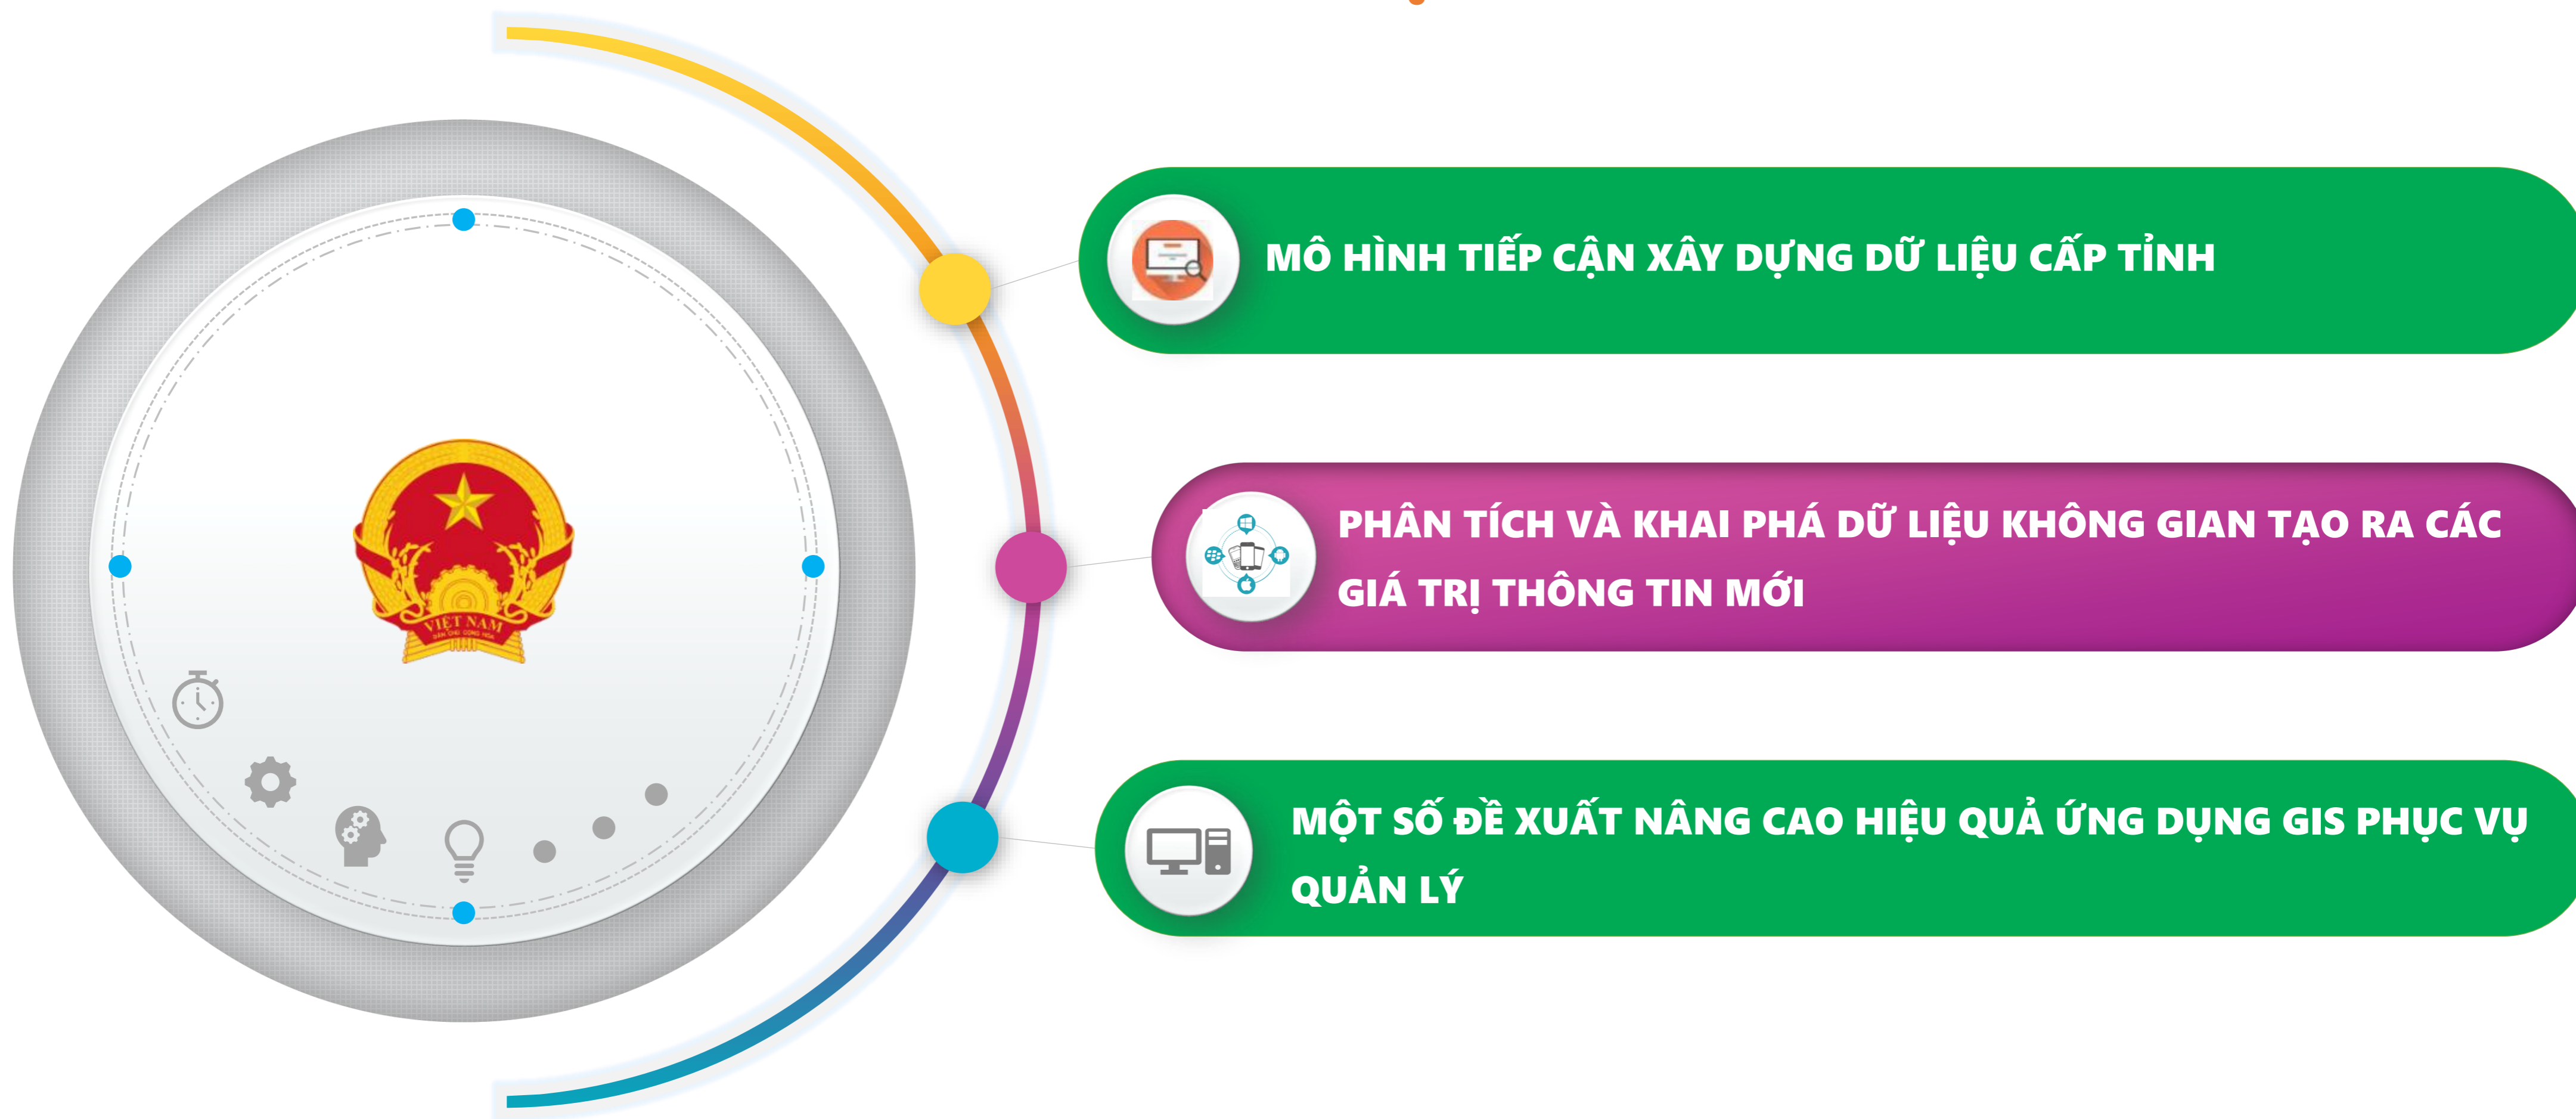 MÔ HÌNH TIẾP CẬN XÂY DỰNG DỮ LIỆU CẤP TỈNH
PHÂN TÍCH VÀ KHAI PHÁ DỮ LIỆU KHÔNG GIAN TẠO RA CÁC
GIÁ TRỊ THÔNG TIN MỚI
MỘT SỐ ĐỀ XUẤT NÂNG CAO HIỆU QUẢ ỨNG DỤNG GIS PHỤC VỤ
QUẢN LÝ
VIỆT NAM